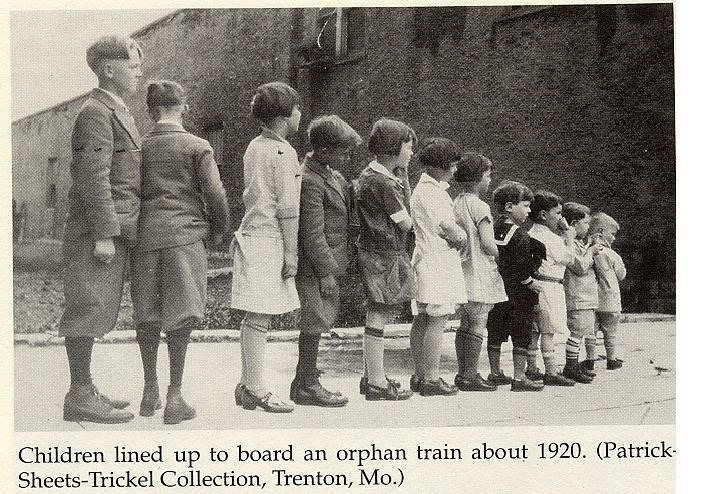 Children lined up to board an orphan train about 1920. (Patrick-
Sheets-Trickel Collection, Trenton, Mo.)